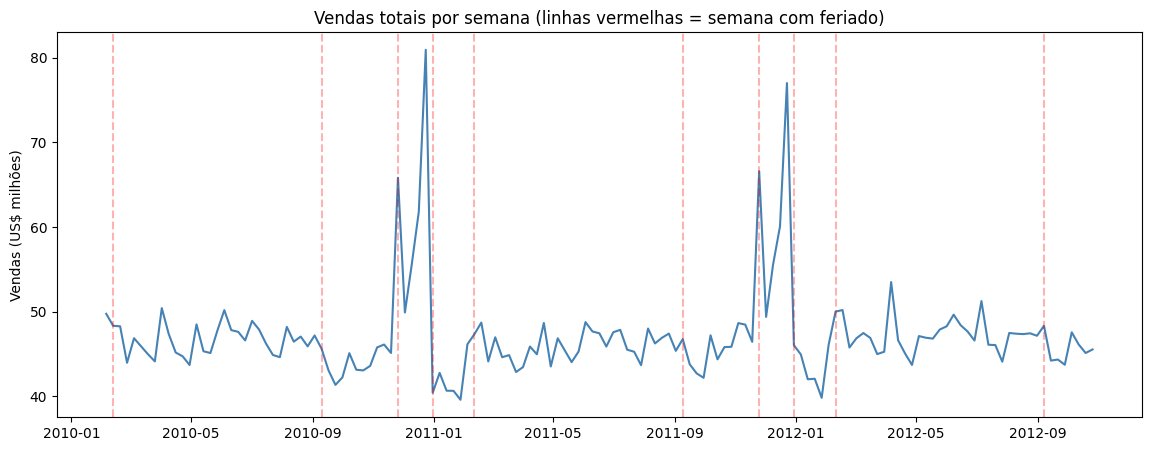 Vendas totais por semana (linhas vermelhas = semana com feriado)
Vendas (US$ milhões)
80
70
60
50
40
2010-01 2010-05 2010-09 2011-01 2011-05 2011-09 2012-01 2012-05 2012-09